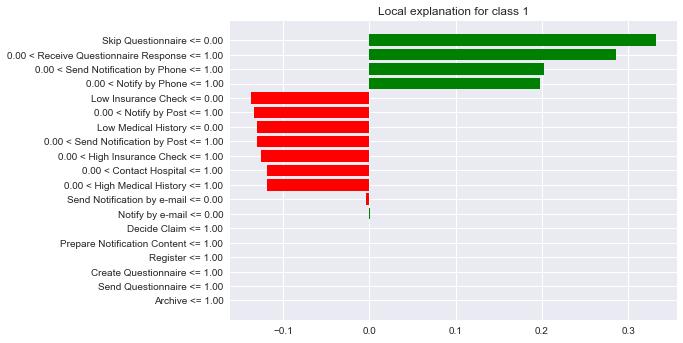 Local explanation for class 1
Skip Questionnaire <= 0.00
0.00 < Receive Questionnaire Response <= 1.00
0.00 < Send Notification by Phone <= 1.00
0.00 < Notify by Phone <= 1.00
Low Insurance Check <= 0.00
0.00 < Notify by Post <= 1.00
Low Medical History <= 0.00
0.00 < Send Notification by Post <= 1.00
0.00 < High Insurance Check <= 1.00
0.00 < Contact Hospital <= 1.00
0.00 < High Medical History <= 1.00
Send Notification by e-mail <= 0.00
Notify by e-mail <= 0.00
Decide Claim <= 1.00
Prepare Notification Content <= 1.00
Register <= 1.00
Create Questionnaire <= 1.00
Send Questionnaire <= 1.00
Archive <= 1.00
−0.1 0.0 0.1 0.2 0.3